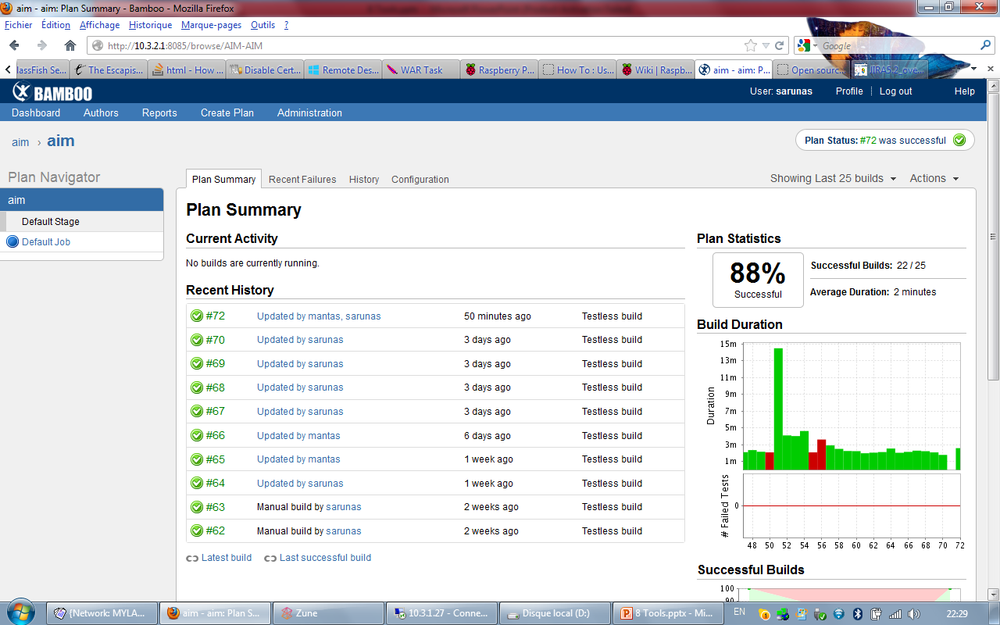 aim - aim: Plan Summary - Bamboo - Mozilla Firefox
Fichier Édition Affichage Historique Marque-pages Outils ?
http://10.3.2.1:8085/browse/AIM-AIM
Google
lassFish Se... The Escapis... html - How ... Disable Cert... Remote Des... WAR Task Raspberry P... How To : Us... Wiki | Raspb... aim - aim: P... Open sourc... JIRA5.2_ove...
BAMBOO
User: sarunas Profile Log out Help
Dashboard Authors Reports Create Plan Administration
aim › aim
Plan Status: #72 was successful
Plan Navigator
aim
Default Stage
Default Job
Plan Summary Recent Failures History Configuration
Showing Last 25 builds Actions
Plan Summary
Current Activity
No builds are currently running.
Recent History
#72 Updated by mantas, sarunas 50 minutes ago Testless build
#70 Updated by sarunas 3 days ago Testless build
#69 Updated by sarunas 3 days ago Testless build
#68 Updated by sarunas 3 days ago Testless build
#67 Updated by sarunas 3 days ago Testless build
#66 Updated by mantas 6 days ago Testless build
#65 Updated by mantas 1 week ago Testless build
#64 Updated by sarunas 1 week ago Testless build
#63 Manual build by sarunas 2 weeks ago Testless build
#62 Manual build by sarunas 2 weeks ago Testless build
Latest build Last successful build
Plan Statistics
88%
Successful
Successful Builds: 22 / 25
Average Duration: 2 minutes
Build Duration
15m
13m
11m
9m
7m
5m
3m
1m
Duration
0
# Failed Tests
48 50 52 54 56 58 60 62 64 66 68 70 72
Successful Builds
100
90
{Network: MYLA... aim - aim: Plan S... Zune 10.3.1.27 - Conne... Disque local (D:) 8 Tools.pptx - Mi... EN 22:29